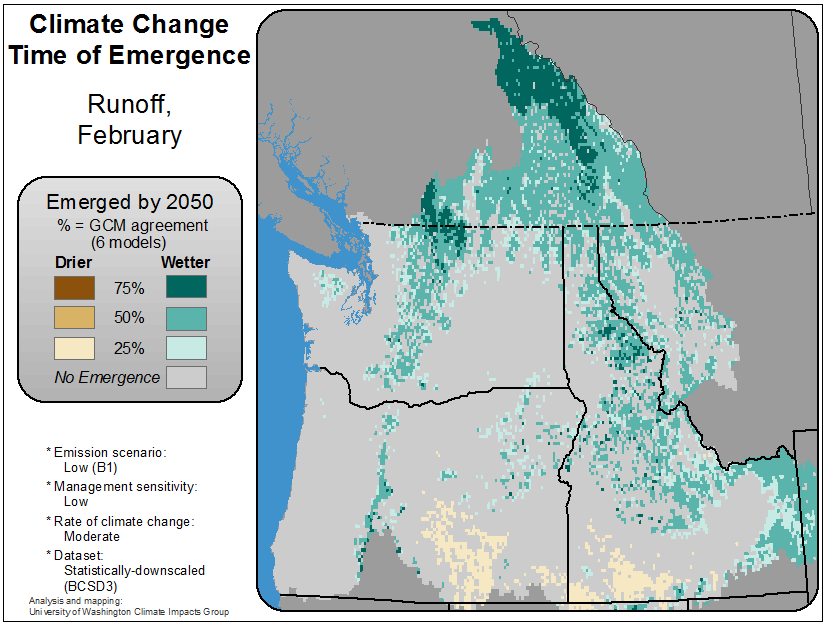 Climate Change
Time of Emergence
Runoff,
February
Emerged by 2050
% = GCM agreement
(6 models)
Drier Wetter
75%
50%
25%
No Emergence
* Emission scenario:
Low (B1)
* Management sensitivity:
Low
* Rate of climate change:
Moderate
* Dataset:
Statistically-downscaled
(BCSD3)
Analysis and mapping:
University of Washington Climate Impacts Group